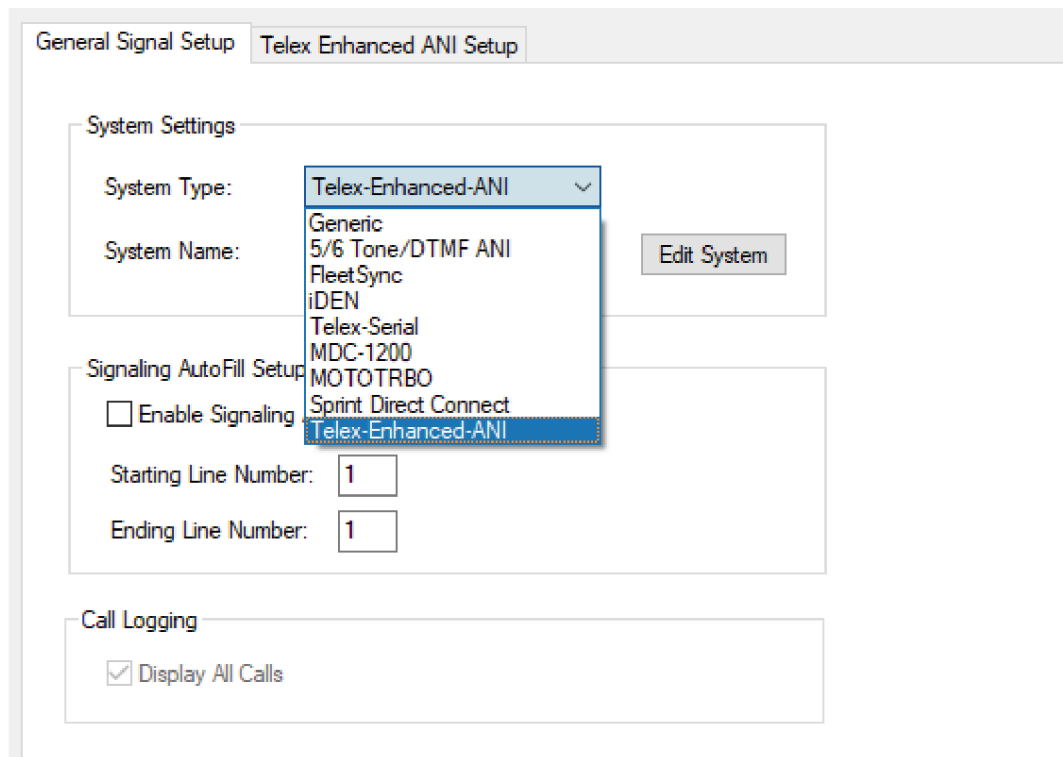 General Signal Setup
Telex Enhanced ANI Setup
System Settings
System Type:
Telex-Enhanced-ANI
Generic
5/6 Tone/DTMF ANI
FleetSync
iDEN
Telex-Serial
MDC-1200
MOTOTRBO
Sprint Direct Connect
Telex-Enhanced-ANI
System Name:
Edit System
Signaling AutoFill Setup
Enable Signaling
Starting Line Number:
1
Ending Line Number:
1
Call Logging
Display All Calls